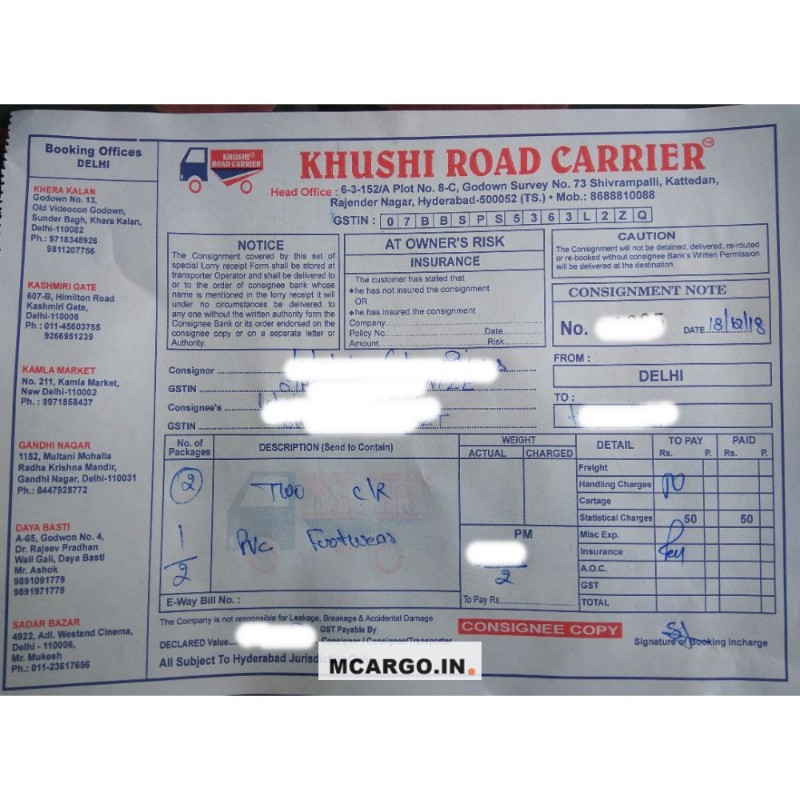 Booking Offices
DELHI
KHERA KALAN
Godown No. 13,
Old Videocon Godown,
Sunder Bagh, Khera Kalan,
Delhi-110082
Ph.: 9718348926
9811207756
KASHMIRI GATE
607-B, Himilton Road
Kashmiri Gate,
Delhi-110006
Ph : 011-45603755
9266951239
KAMLA MARKET
No. 211, Kamla Market,
New Delhi-110002
Ph. : 9971858437
GANDHI NAGAR
1152, Multani Mohalla
Radha Krishna Mandir,
Gandhi Nagar, Delhi-110031
Ph.: 8447928772
DAYA BASTI
A-65, Godwon No. 4,
Dr. Rajeev Pradhan
Wali Gali, Daya Basti
Mr. Ashok
9891091779
9891971779
SADAR BAZAR
4922, Adl. Westand Cinema,
Delhi - 110006,
Mr. Mukesh
Ph.: 011-23617656
KHUSHI
ROAD CARRIER
KHUSHI ROAD CARRIER
Head Office : 6-3-152/A Plot No. 8-C, Godown Survey No. 73 Shivrampalli, Kattedan,
Rajender Nagar, Hyderabad-500052 (TS.) • Mob.: 8688810088
GSTIN : 07BBSPS5363L2ZQ
NOTICE
The Consignment covered by this set of
special Lorry receipt Form shall be stored at
transporter Operator and shall be delivered to
or to the order of consignee bank whose
name is mentioned in the lorry receipt it will
under no circumstances be delivered to
any one without the written authority form the
Consignee Bank or its order endorsed on the
consignee copy or on a separate letter or
Authority.
AT OWNER'S RISK
INSURANCE
The customer has stated that
he has not insured the consignment
OR
he has insured the consignment
Company
Policy No. Date
Amount Risk
CAUTION
The Consignment will not be detained, delivered, re-routed
or re-booked without consignee Bank's Written Permission
will be delivered at the destination.
CONSIGNMENT NOTE
No. DATE 18/12/18
Consignor
GSTIN
Consignee's
GSTIN
FROM :
DELHI
TO :
No. of Packages DESCRIPTION (Send to Contain) WEIGHT DETAIL TO PAY PAID
ACTUAL CHARGED Rs. P. Rs. P.
2 Two C/R
1/2 PVC Footwear
PM
2
Freight
Handling Charges
Cartage
Statistical Charges 50 50
Misc Exp.
Insurance
A.O.C.
GST
TOTAL
E-Way Bill No. : To Pay Rs.
The Company is not responsible for Leakage, Breakage & Accidental Damage
GST Payable By
DECLARED Value Consignor / Consignee/Transporter
CONSIGNEE COPY
Signature of Booking Incharge
All Subject To Hyderabad
MCARGO.IN.